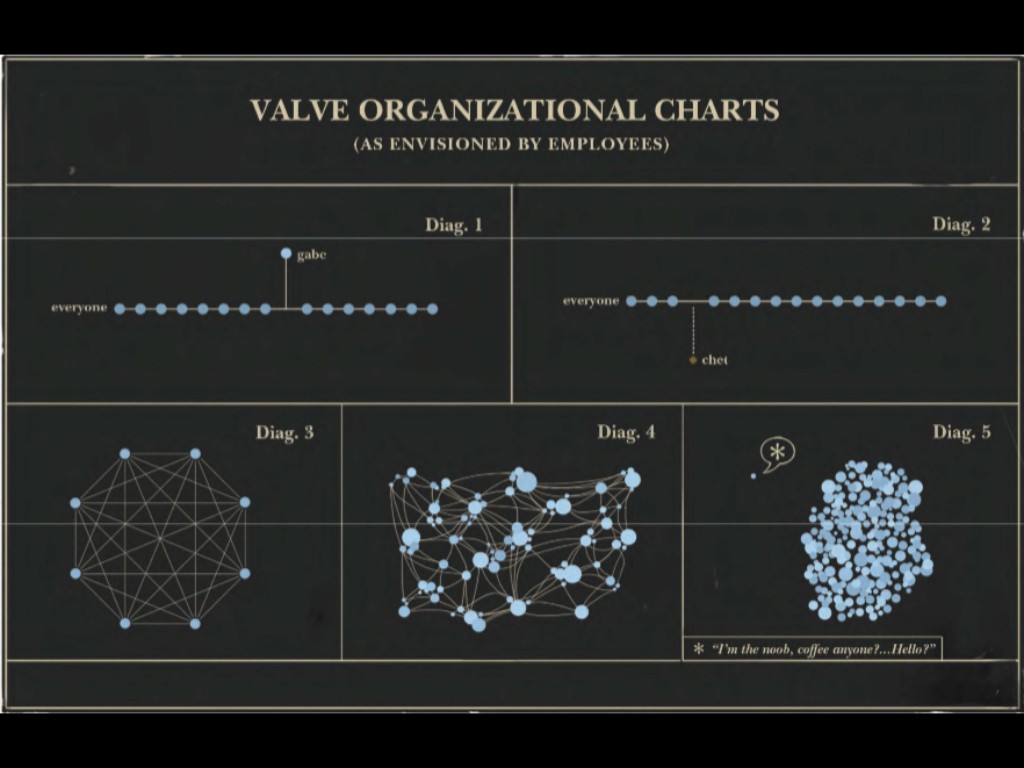 VALVE ORGANIZATIONAL CHARTS
(AS ENVISIONED BY EMPLOYEES)
Diag. 1
gabe
everyone
Diag. 2
everyone
chet
Diag. 3
Diag. 4
Diag. 5
*
* "I'm the noob, coffee anyone?...Hello?"